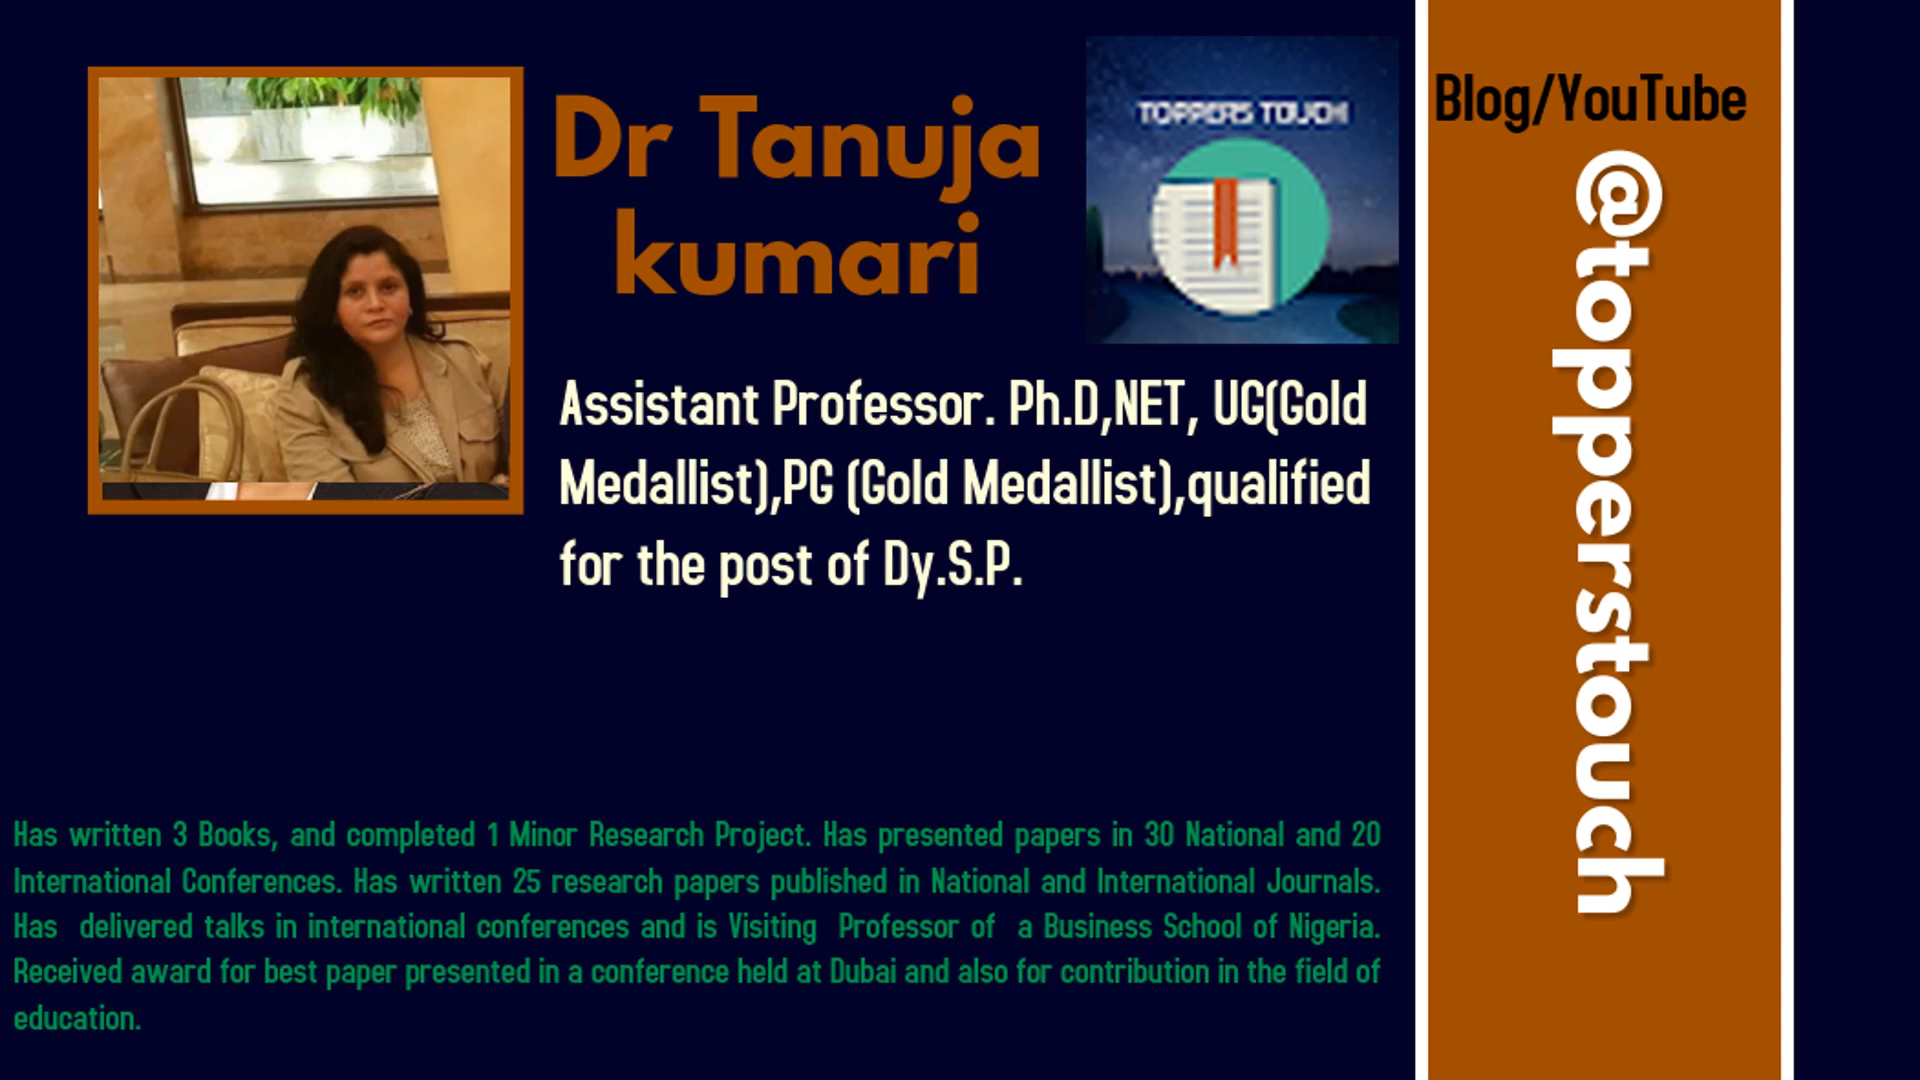 Dr Tanuja
kumari
TOPPERS TOUCH
Blog/YouTube
@topperstouch
Assistant Professor. Ph.D,NET, UG(Gold
Medallist),PG (Gold Medallist),qualified
for the post of Dy.S.P.
Has written 3 Books, and completed 1 Minor Research Project. Has presented papers in 30 National and 20
International Conferences. Has written 25 research papers published in National and International Journals.
Has delivered talks in international conferences and is Visiting Professor of a Business School of Nigeria.
Received award for best paper presented in a conference held at Dubai and also for contribution in the field of
education.